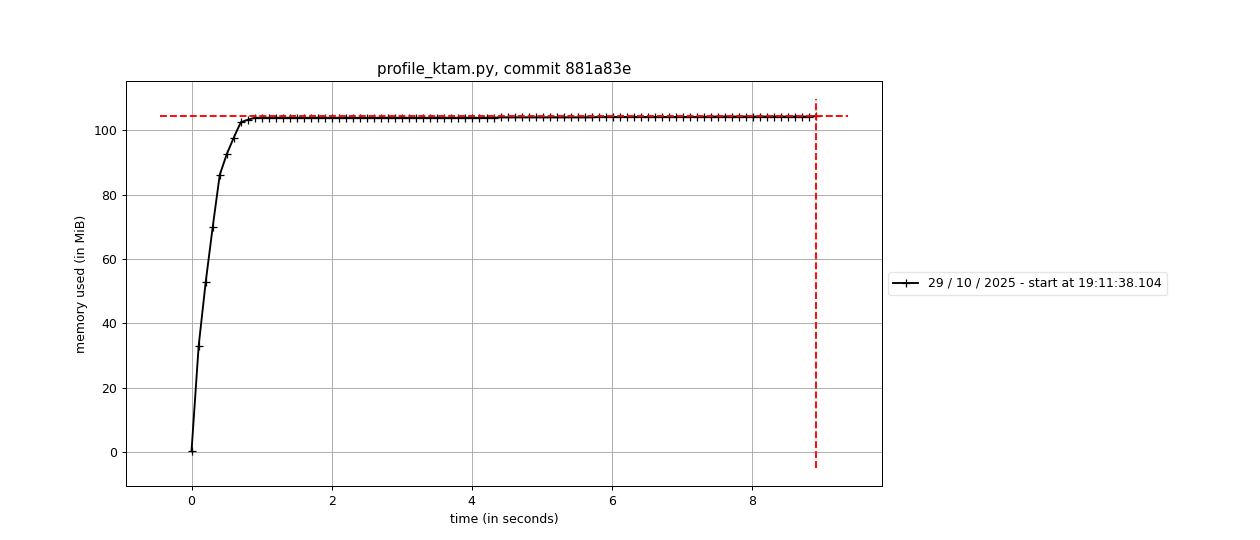 profile_ktam.py, commit 881a83e
100
80
60
40
20
0
memory used (in MiB)
0 2 4 6 8
time (in seconds)
29 / 10 / 2025 - start at 19:11:38.104